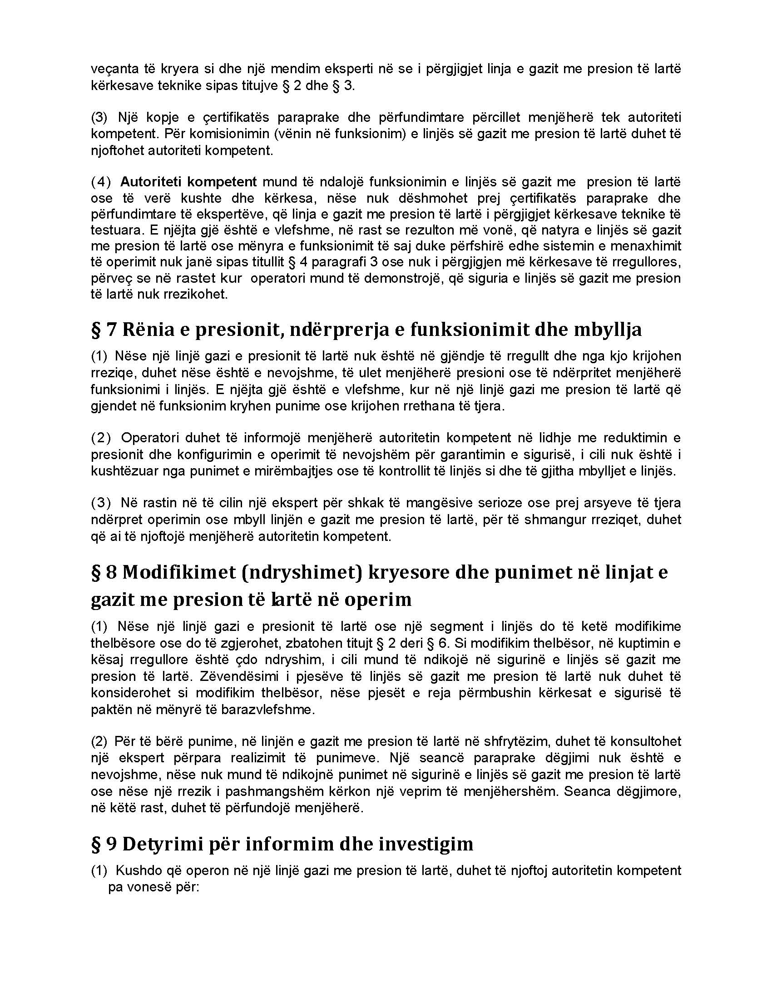 veçanta të kryera si dhe një mendim eksperti në se i përgjigjet linja e gazit me presion të lartë
kërkesave teknike sipas titujve § 2 dhe § 3.
(3) Një kopje e çertifikatës paraprake dhe përfundimtare përcillet menjëherë tek autoriteti
kompetent. Për komisionimin (vënin në funksionim) e linjës së gazit me presion të lartë duhet të
njoftohet autoriteti kompetent.
(4) Autoriteti kompetent mund të ndalojë funksionimin e linjës së gazit me presion të lartë
ose të verë kushte dhe kërkesa, nëse nuk dëshmohet prej çertifikatës paraprake dhe
përfundimtare të ekspertëve, që linja e gazit me presion të lartë i përgjigjet kërkesave teknike të
testuara. E njëjta gjë është e vlefshme, në rast se rezulton më vonë, që natyra e linjës së gazit
me presion të lartë ose mënyra e funksionimit të saj duke përfshirë edhe sistemin e menaxhimit
të operimit nuk janë sipas titullit § 4 paragrafi 3 ose nuk i përgjigjen më kërkesave të rregullores,
përveç se në rastet kur operatori mund të demonstrojë, që siguria e linjës së gazit me presion
të lartë nuk rrezikohet.
§ 7 Rënia e presionit, ndërprerja e funksionimit dhe mbyllja
(1) Nëse një linjë gazi e presionit të lartë nuk është në gjëndje të rregullt dhe nga kjo krijohen
rreziqe, duhet nëse është e nevojshme, të ulet menjëherë presioni ose të ndërpritet menjëherë
funksionimi i linjës. E njëjta gjë është e vlefshme, kur në një linjë gazi me presion të lartë që
gjendet në funksionim kryhen punime ose krijohen rrethana të tjera.
(2) Operatori duhet të informojë menjëherë autoritetin kompetent në lidhje me reduktimin e
presionit dhe konfigurimin e operimit të nevojshëm për garantimin e sigurisë, i cili nuk është i
kushtëzuar nga punimet e mirëmbajtjes ose të kontrollit të linjës si dhe të gjitha mbylljet e linjës.
(3) Në rastin në të cilin një ekspert për shkak të mangësive serioze ose prej arsyeve të tjera
ndërpret operimin ose mbyll linjën e gazit me presion të lartë, për të shmangur rreziqet, duhet
që ai të njoftojë menjëherë autoritetin kompetent.
§ 8 Modifikimet (ndryshimet) kryesore dhe punimet në linjat e
gazit me presion të lartë në operim
(1) Nëse një linjë gazi e presionit të lartë ose një segment i linjës do të ketë modifikime
thelbësore ose do të zgjerohet, zbatohen titujt § 2 deri § 6. Si modifikim thelbësor, në kuptimin e
kësaj rregullore është çdo ndryshim, i cili mund të ndikojë në sigurinë e linjës së gazit me
presion të lartë. Zëvendësimi i pjesëve të linjës së gazit me presion të lartë nuk duhet të
konsiderohet si modifikim thelbësor, nëse pjesët e reja përmbushin kërkesat e sigurisë të
paktën në mënyrë të barazvlefshme.
(2) Për të bërë punime, në linjën e gazit me presion të lartë në shfrytëzim, duhet të konsultohet
një ekspert përpara realizimit të punimeve. Një seancë paraprake dëgjimi nuk është e
nevojshme, nëse nuk mund të ndikojnë punimet në sigurinë e linjës së gazit me presion të lartë
ose nëse një rrezik i pashmangshëm kërkon një veprim të menjëhershëm. Seanca dëgjimore,
në këtë rast, duhet të përfundojë menjëherë.
§ 9 Detyrimi për informim dhe investigim
(1) Kushdo që operon në një linjë gazi me presion të lartë, duhet të njoftoj autoritetin kompetent
pa vonesë për: